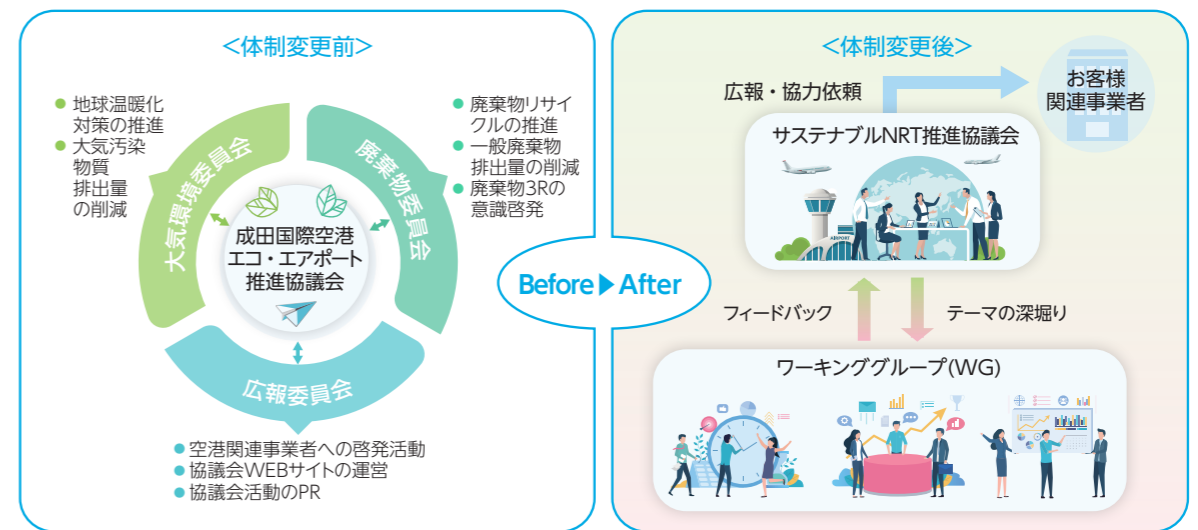 <体制変更前>
● 地球温暖化
対策の推進
● 大気汚染
物質
排出量
の削減
大気環境委員会
廃棄物委員会
● 廃棄物リサイ
クルの推進
● 一般廃棄物
排出量の削減
● 廃棄物3Rの
意識啓発
成田国際空港
エコ・エアポート
推進協議会
広報委員会
● 空港関連事業者への啓発活動
● 協議会WEBサイトの運営
● 協議会活動のPR
Before▶After
<体制変更後>
広報・協力依頼
お客様
関連事業者
サステナブルNRT推進協議会
AIRPORT
フィードバック
テーマの深堀り
ワーキンググループ(WG)